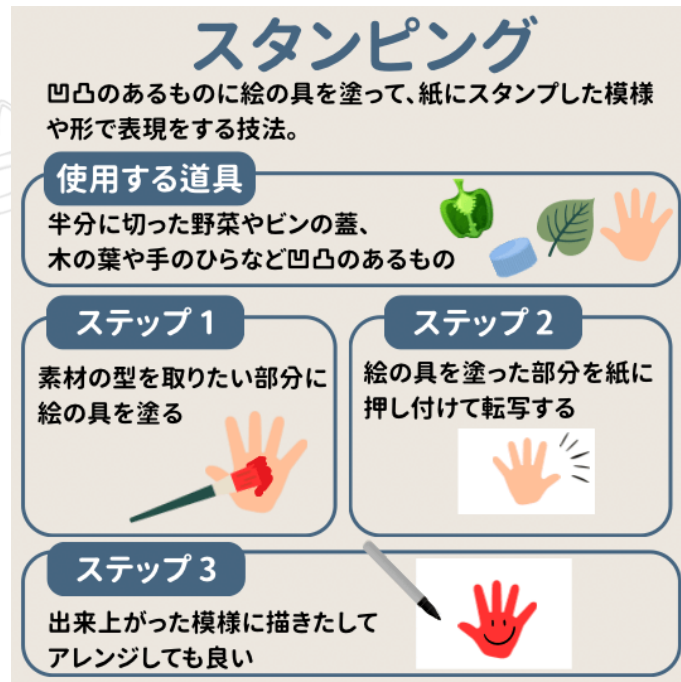 スタンピング
凹凸のあるものに絵の具を塗って、紙にスタンプした模様
や形で表現をする技法。
使用する道具
半分に切った野菜やビンの蓋、
木の葉や手のひらなど凹凸のあるもの
ステップ 1
素材の型を取りたい部分に
絵の具を塗る
ステップ 2
絵の具を塗った部分を紙に
押し付けて転写する
ステップ 3
出来上がった模様に描きたして
アレンジしても良い